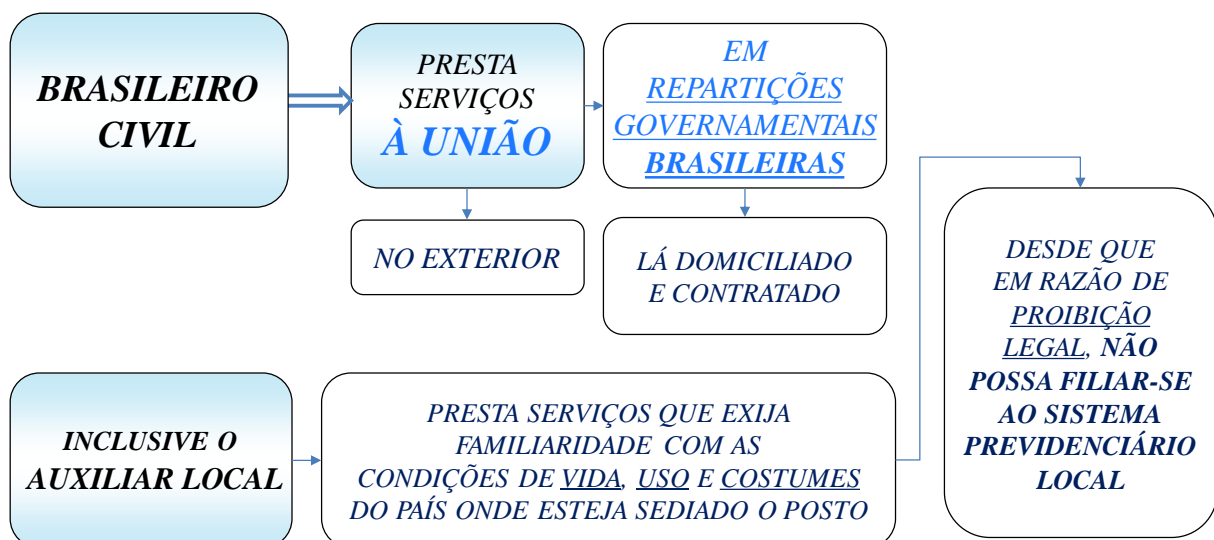 BRASILEIRO
CIVIL
PRESTA
SERVIÇOS
À UNIÃO
EM
REPARTIÇÕES
GOVERNAMENTAIS
BRASILEIRAS
NO EXTERIOR
LÁ DOMICILIADO
E CONTRATADO
INCLUSIVE O
AUXILIAR LOCAL
PRESTA SERVIÇOS QUE EXIJA
FAMILIARIDADE COM AS
CONDIÇÕES DE VIDA, USO E COSTUMES
DO PAÍS ONDE ESTEJA SEDIADO O POSTO
DESDE QUE
EM RAZÃO DE
PROIBIÇÃO
LEGAL, NÃO
POSSA FILIAR-SE
AO SISTEMA
PREVIDENCIÁRIO
LOCAL